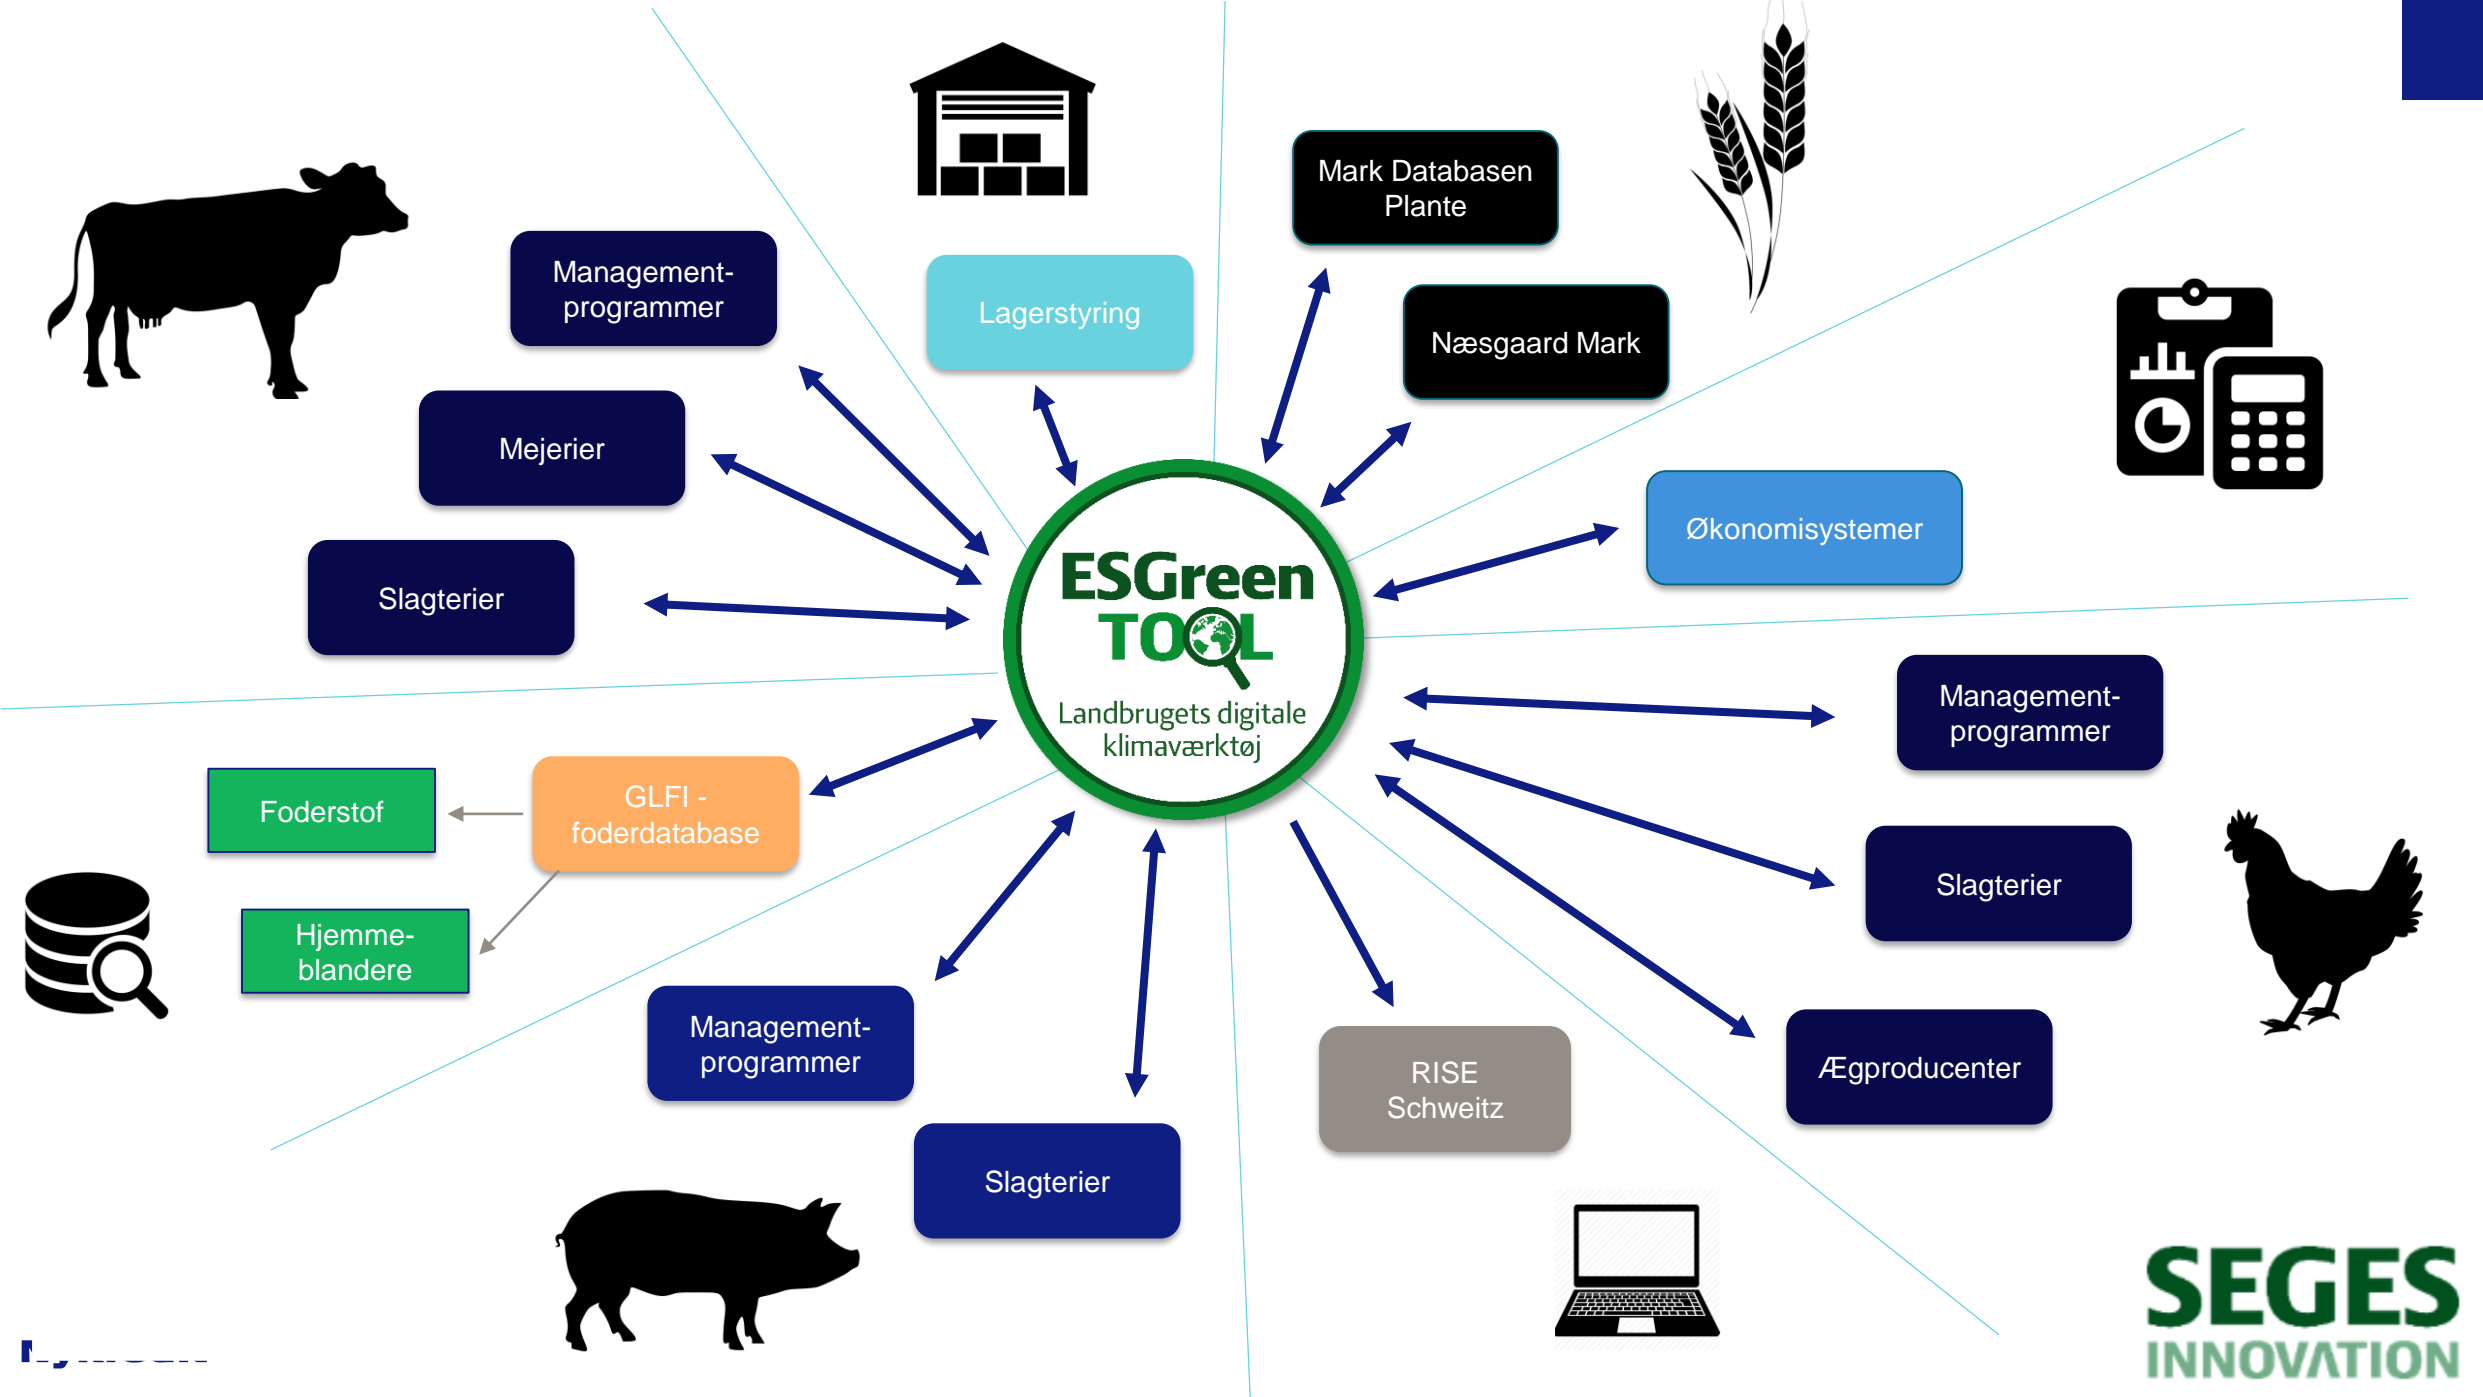 Mark Databasen
Plante
Management-
programmer
Lagerstyring
Næsgaard Mark
Mejerier
Økonomisystemer
Slagterier
ESGreen
TOOL
Landbrugets digitale
klimaværktøj
Management-
programmer
Foderstof
GLFI -
foderdatabase
Slagterier
Hjemme-
blandere
Management-
programmer
RISE
Schweitz
Ægproducenter
Slagterier
SEGES
INNOVATION